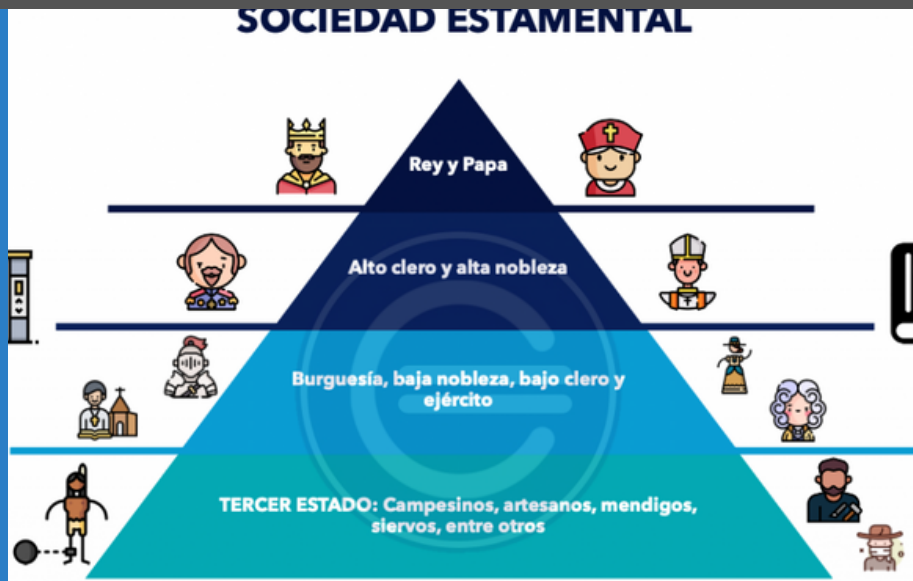 SOCIEDAD ESTAMENTAL
Rey y Papa
Alto clero y alta nobleza
Burguesía, baja nobleza, bajo clero y
ejército
TERCER ESTADO: Campesinos, artesanos, mendigos,
siervos, entre otros